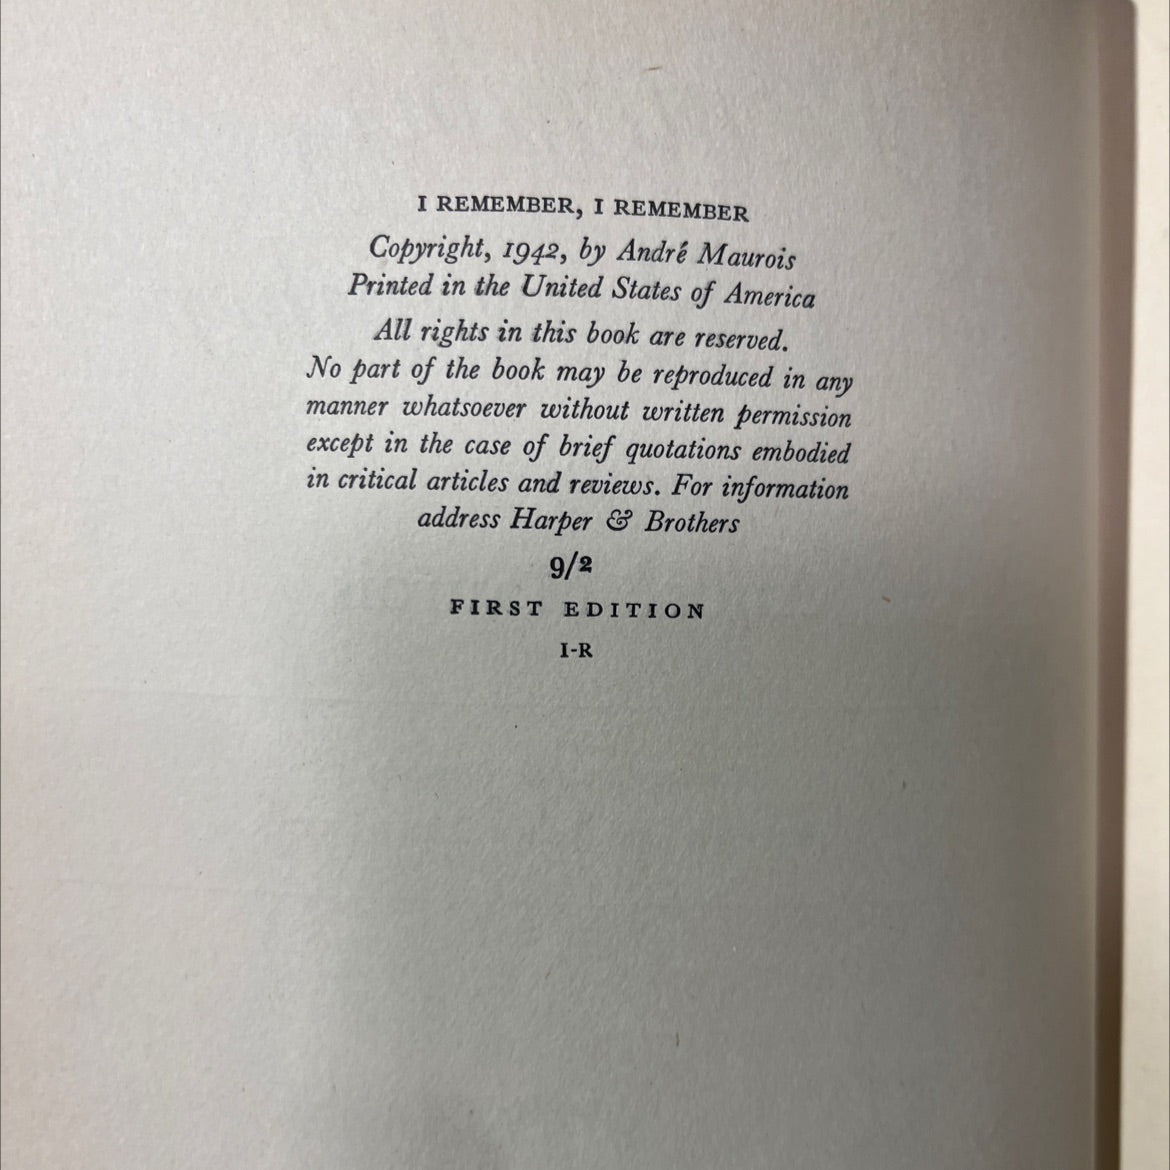 I REMEMBER, I REMEMBER
Copyright, 1942, by André Maurois
Printed in the United States of America
All rights in this book are reserved.
No part of the book may be reproduced in any
manner whatsoever without written permission
except in the case of brief quotations embodied
in critical articles and reviews. For information
address Harper & Brothers
9/2
FIRST EDITION
I-R